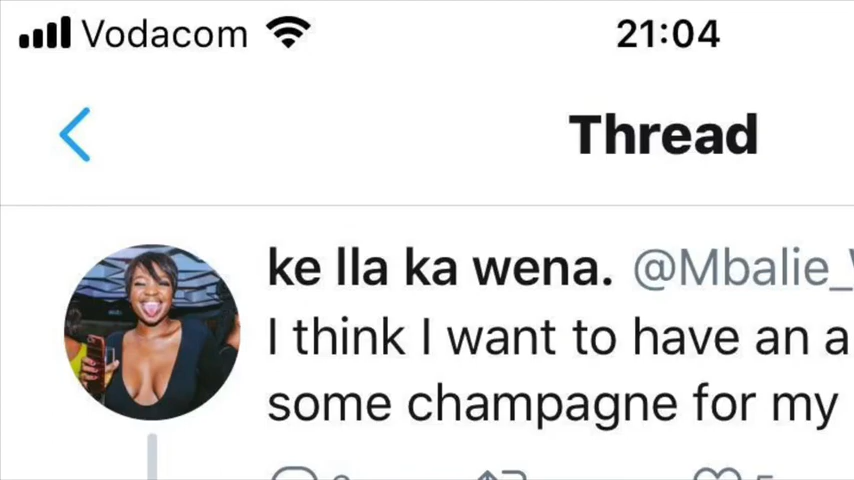 Vodacom 21:04
Thread
ke lla ka wena. @Mbalie_
I think I want to have an a
some champagne for my